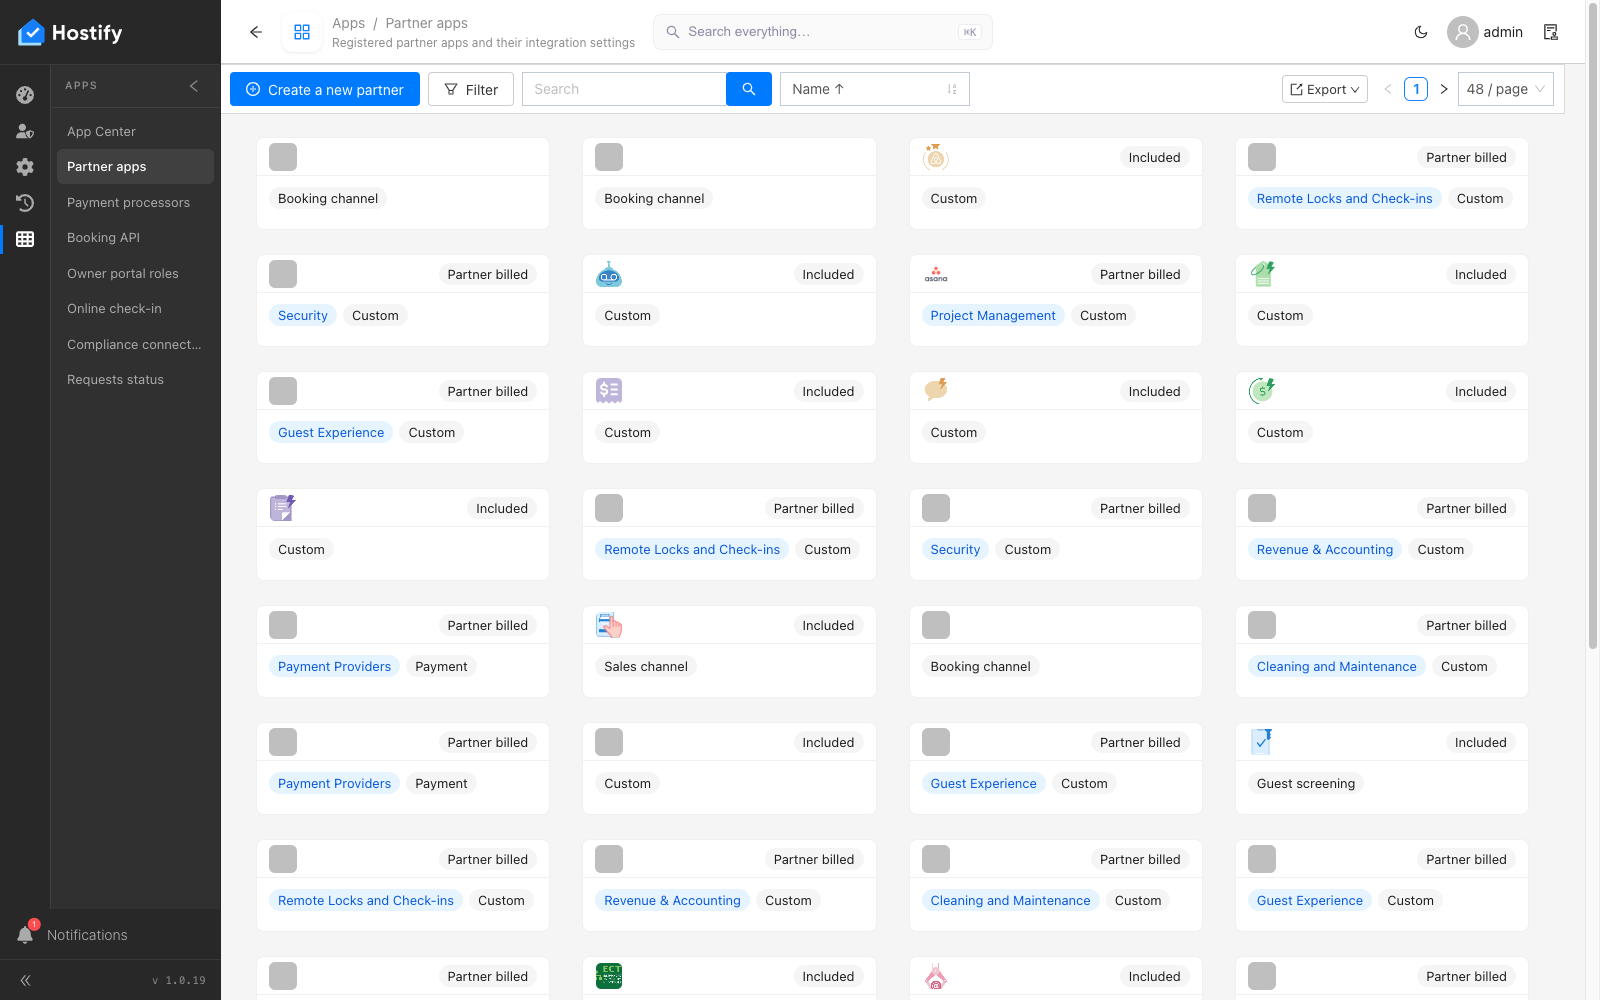 Hostify
Apps / Partner apps
Registered partner apps and their integration settings
Search everything...
⌘K
admin
APPS
App Center
Partner apps
Payment processors
Booking API
Owner portal roles
Online check-in
Compliance connect...
Requests status
1
Notifications
v 1.0.19
Create a new partner
Filter
Search
Name ↑
Export
1
48 / page
Booking channel
Booking channel
Included
Custom
Partner billed
Remote Locks and Check-ins Custom
Partner billed
Security Custom
Included
Custom
asana
Partner billed
Project Management Custom
Included
Custom
Partner billed
Guest Experience Custom
Included
Custom
Included
Custom
Included
Custom
Included
Custom
Partner billed
Remote Locks and Check-ins Custom
Partner billed
Security Custom
Partner billed
Revenue & Accounting Custom
Partner billed
Payment Providers Payment
Included
Sales channel
Booking channel
Partner billed
Cleaning and Maintenance Custom
Partner billed
Payment Providers Payment
Included
Custom
Partner billed
Guest Experience Custom
Included
Guest screening
Partner billed
Remote Locks and Check-ins Custom
Partner billed
Revenue & Accounting Custom
Partner billed
Cleaning and Maintenance Custom
Partner billed
Guest Experience Custom
Partner billed
ECT
Included
Included
Partner billed